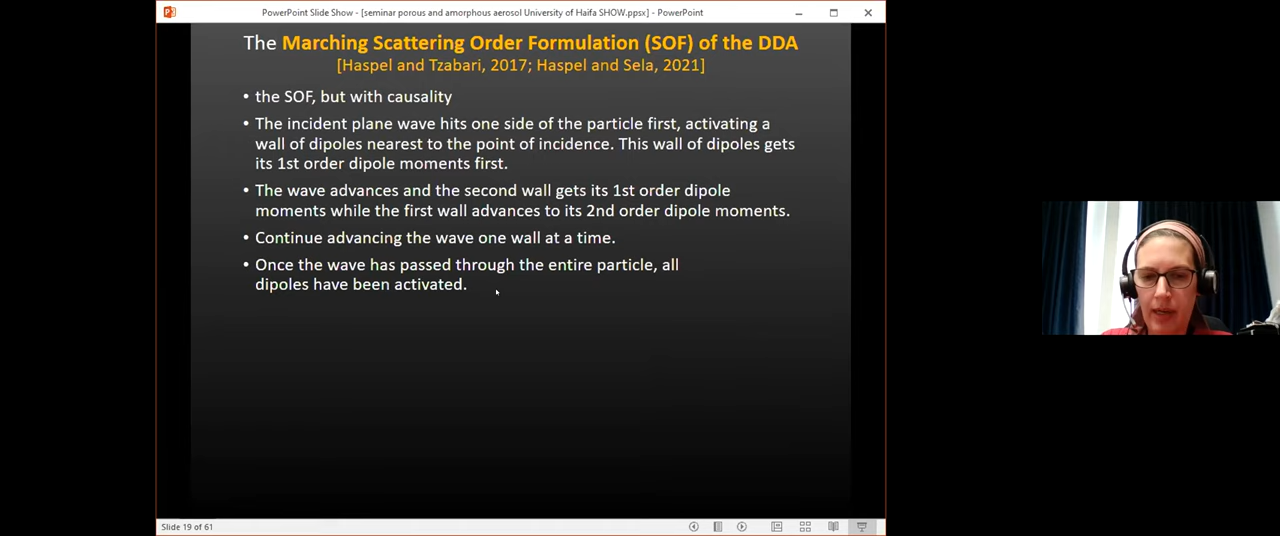 PowerPoint Slide Show - [seminar porous and amorphous aerosol University of Haifa SHOW.ppsx] - PowerPoint
The Marching Scattering Order Formulation (SOF) of the DDA
[Haspel and Tzabari, 2017; Haspel and Sela, 2021]
• the SOF, but with causality
• The incident plane wave hits one side of the particle first, activating a
wall of dipoles nearest to the point of incidence. This wall of dipoles gets
its 1st order dipole moments first.
• The wave advances and the second wall gets its 1st order dipole
moments while the first wall advances to its 2nd order dipole moments.
• Continue advancing the wave one wall at a time.
• Once the wave has passed through the entire particle, all
dipoles have been activated.
Slide 19 of 61